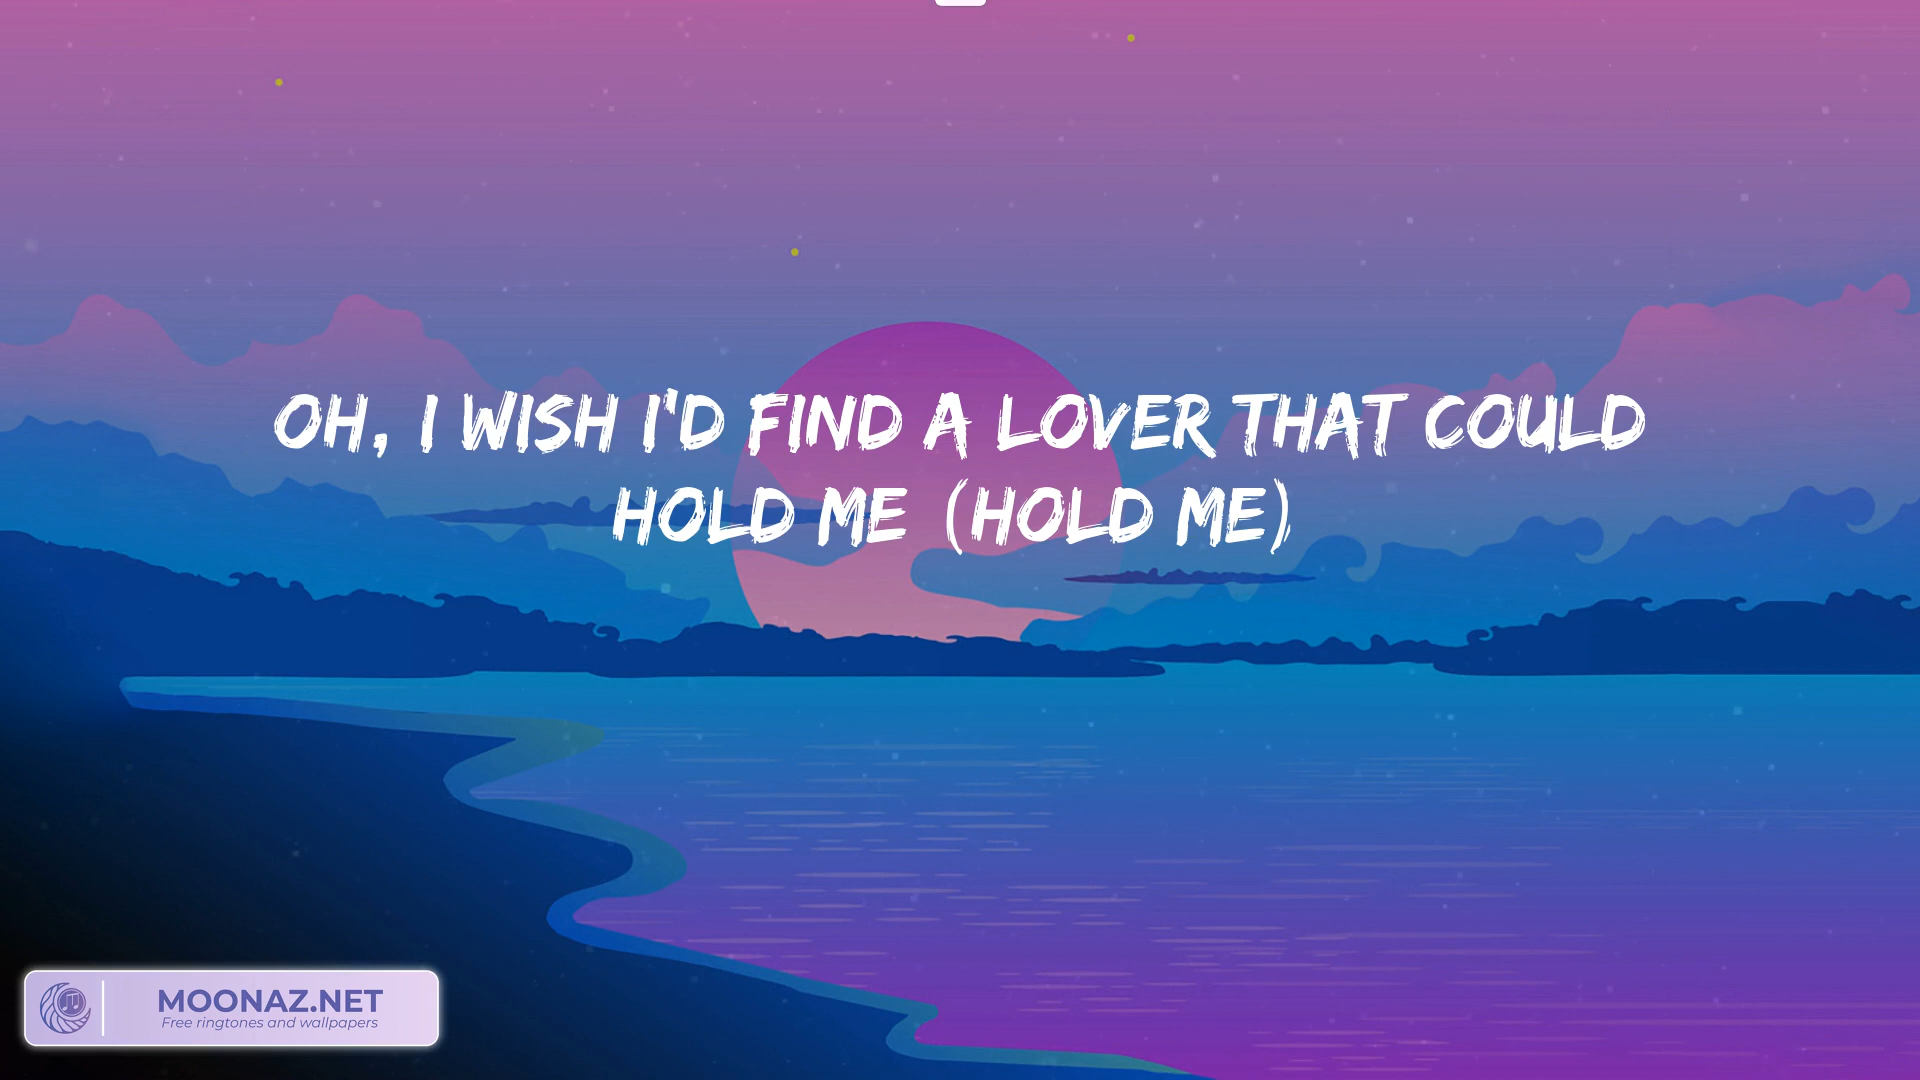 OH, I WISH I'D FIND A LOVER THAT COULD
HOLD ME (HOLD ME)
MOONAZ.NET
Free ringtones and wallpapers